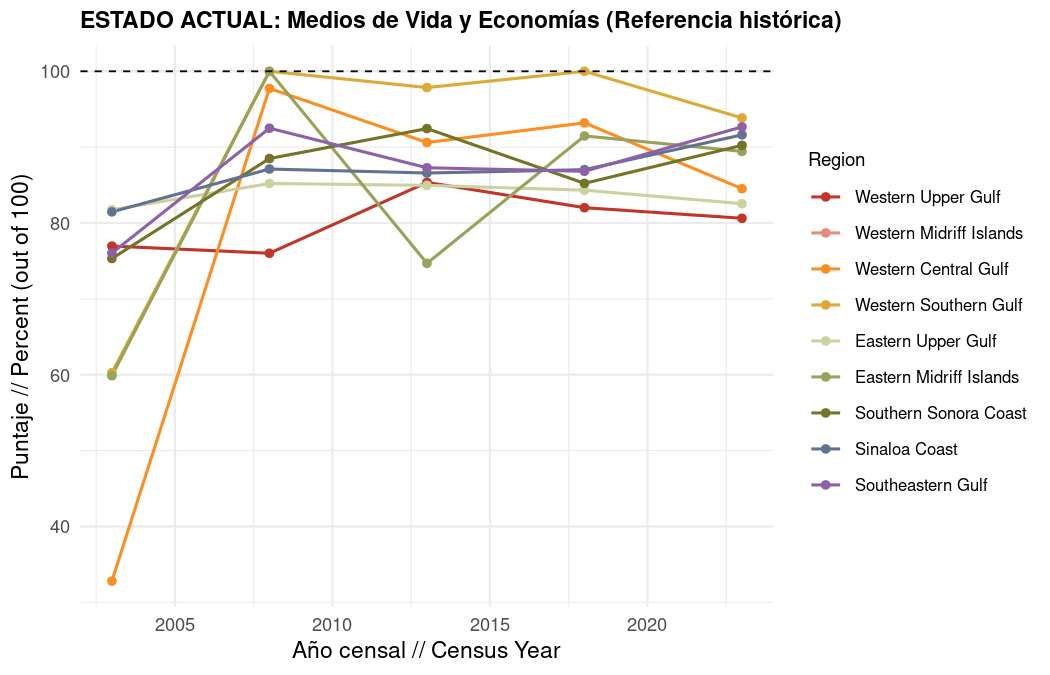 ESTADO ACTUAL: Medios de Vida y Economías (Referencia histórica)
100
80
60
40
Puntaje // Percent (out of 100)
2005
2010
2015
2020
Año censal // Census Year
Region
Western Upper Gulf
Western Midriff Islands
Western Central Gulf
Western Southern Gulf
Eastern Upper Gulf
Eastern Midriff Islands
Southern Sonora Coast
Sinaloa Coast
Southeastern Gulf